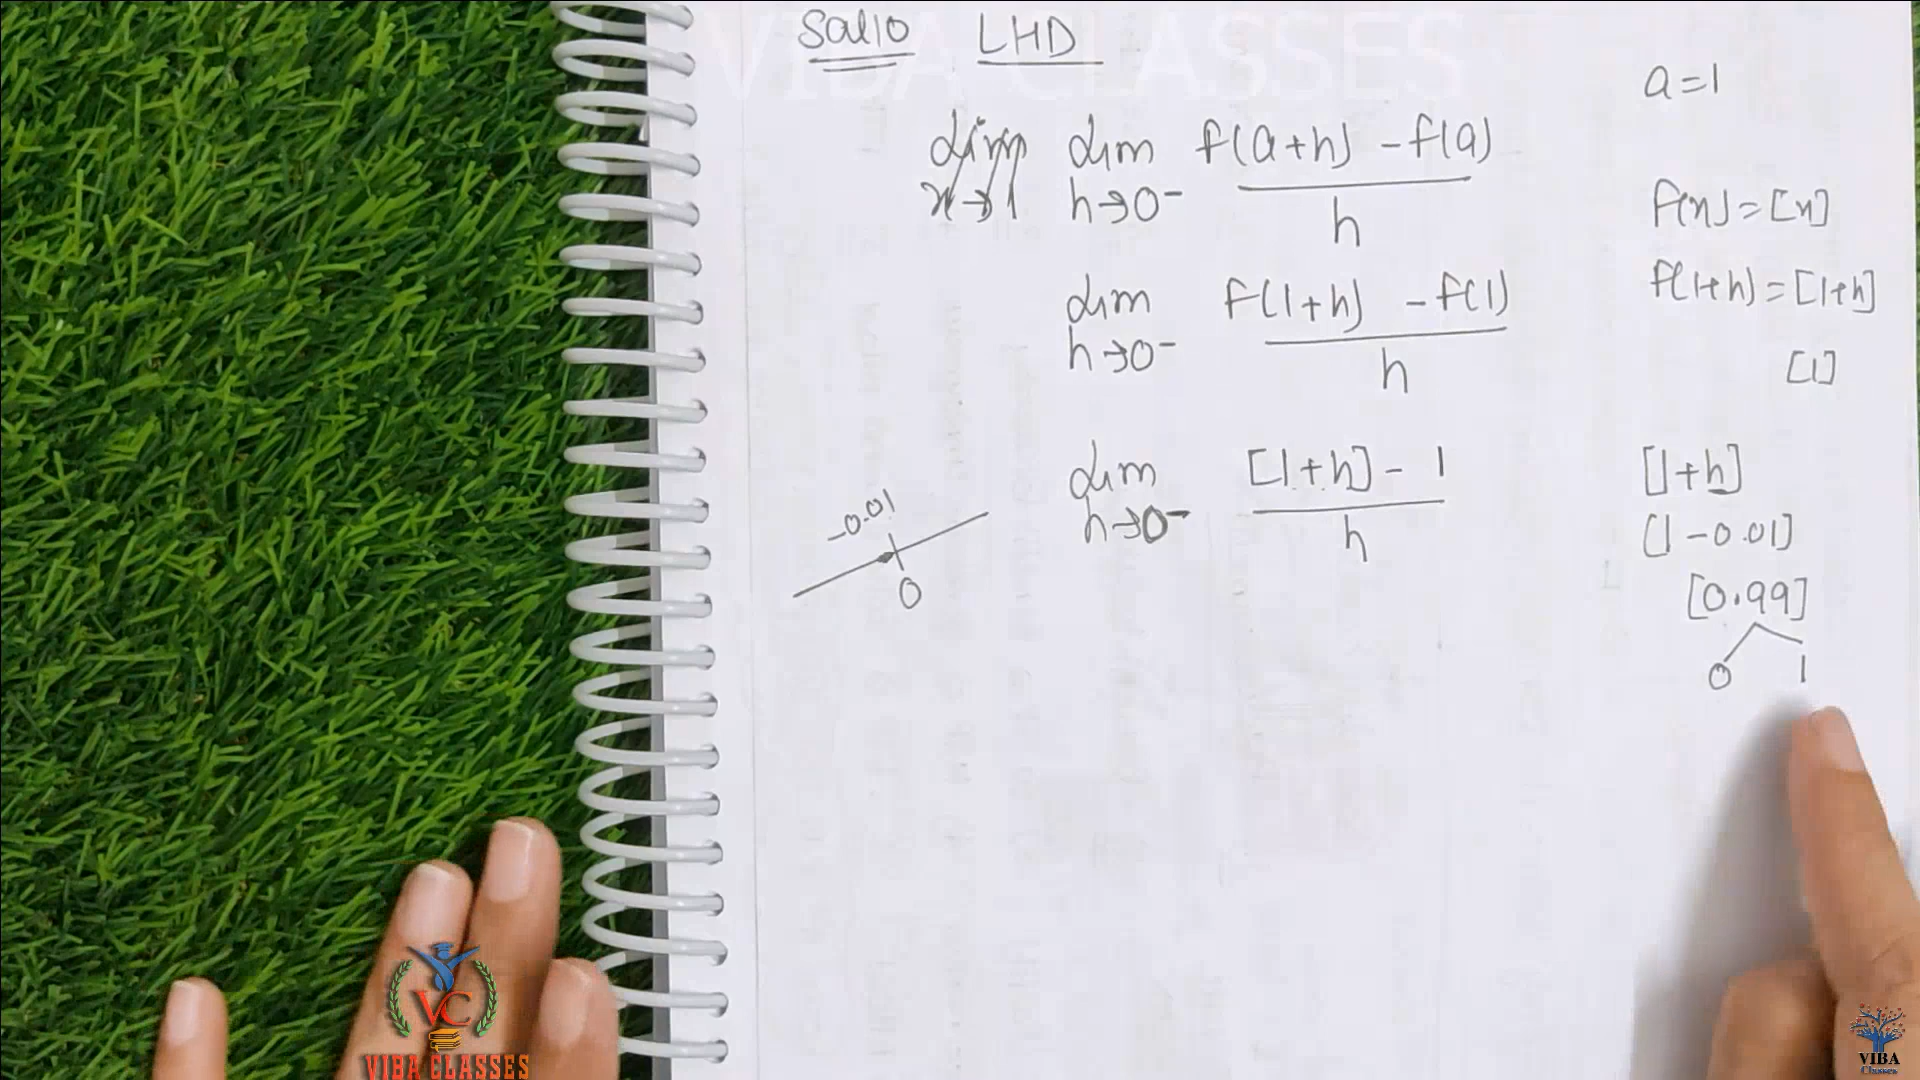 VIBA CLASSES
Sol10 LHD
a=1
lim x→1 lim h→0⁻ f(a+h) -f(a) / h
f(x)=[x]
f(1+h)=[1+h]
lim h→0⁻ f(1+h) -f(1) / h
[1]
lim h→0⁻ [1+h]- 1 / h
[1+h]
[1-0.01]
[0.99]
0 1
-0.01
0
VC
VIBA CLASSES
VIBA
Classes